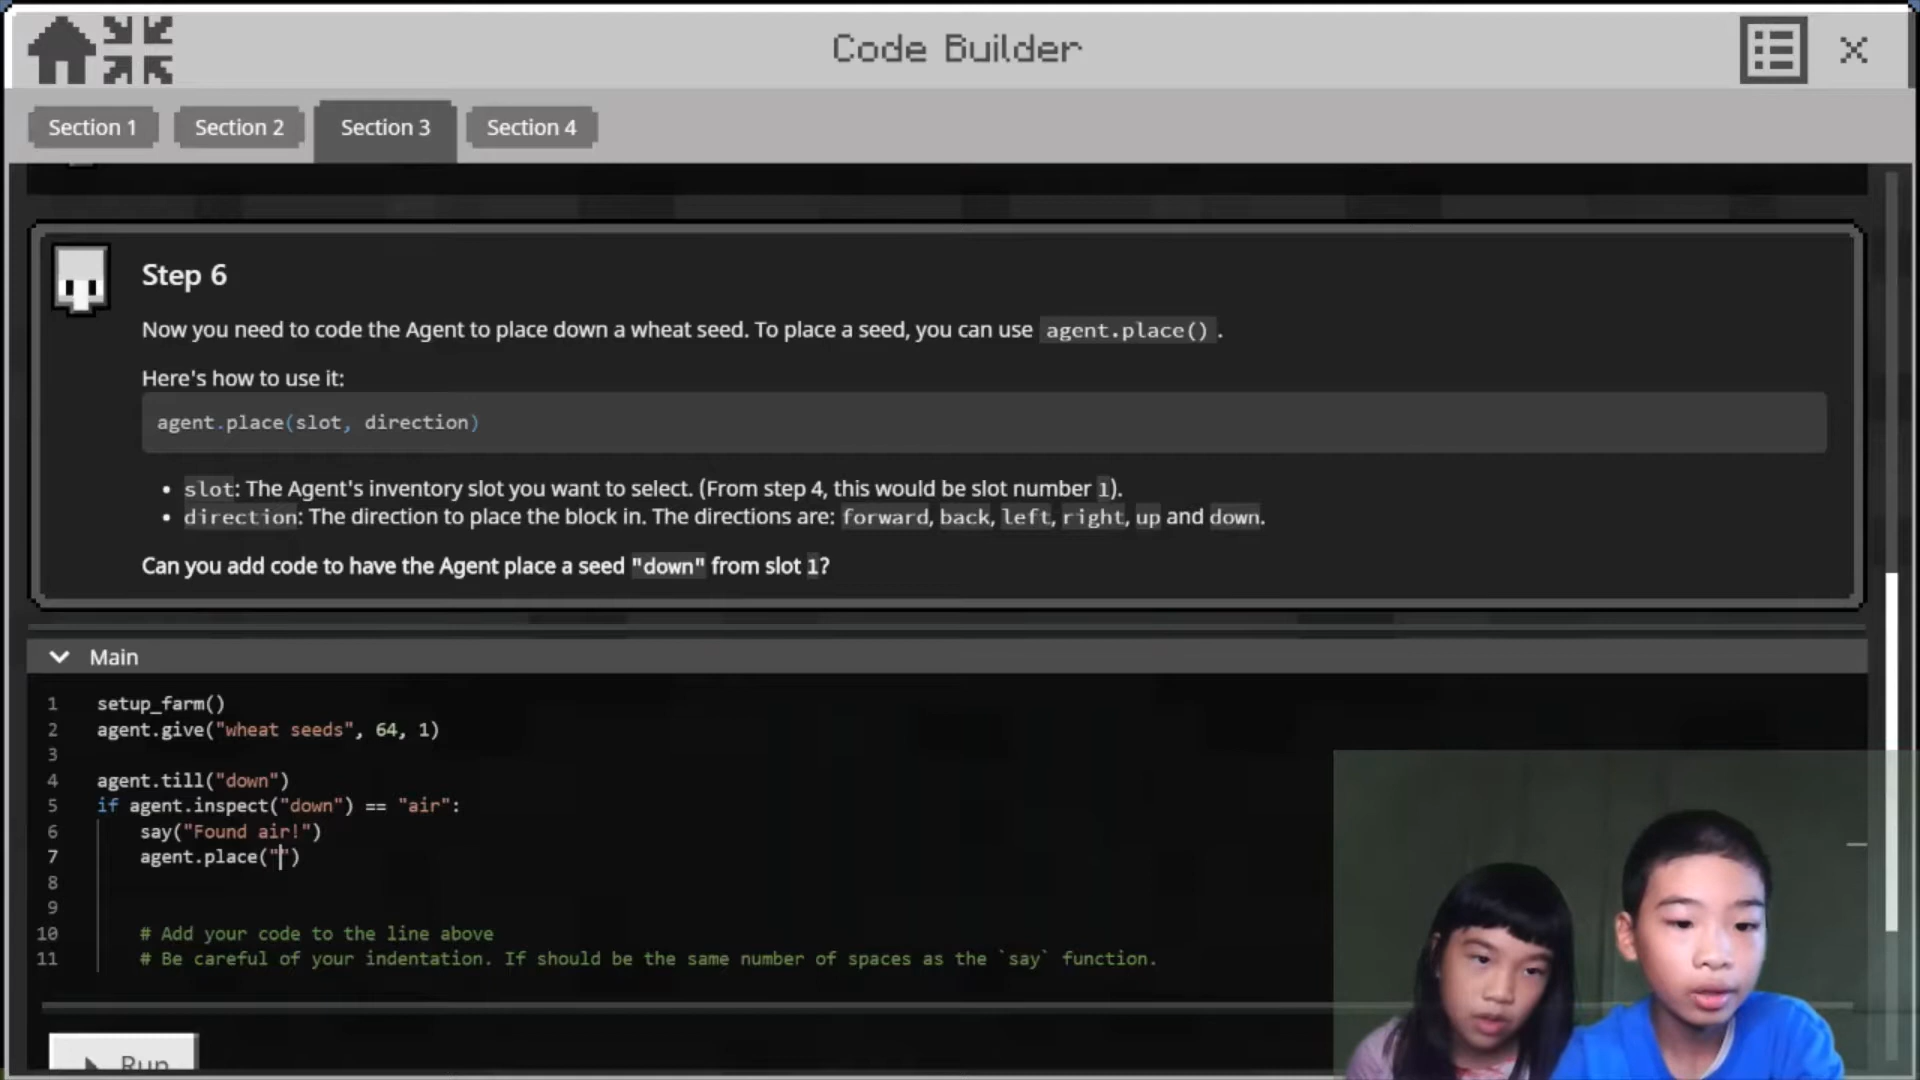 Code Builder
Section 1
Section 2
Section 3
Section 4
Step 6
Now you need to code the Agent to place down a wheat seed. To place a seed, you can use agent.place() .
Here's how to use it:
agent.place(slot, direction)
• slot: The Agent's inventory slot you want to select. (From step 4, this would be slot number 1).
• direction: The direction to place the block in. The directions are: forward, back, left, right, up and down.
Can you add code to have the Agent place a seed "down" from slot 1?
Main
1 setup_farm()
2 agent.give("wheat seeds", 64, 1)
3
4 agent.till("down")
5 if agent.inspect("down") == "air":
6 say("Found air!")
7 agent.place("")
8
9
10 # Add your code to the line above
11 # Be careful of your indentation. If should be the same number of spaces as the `say` function.
Run